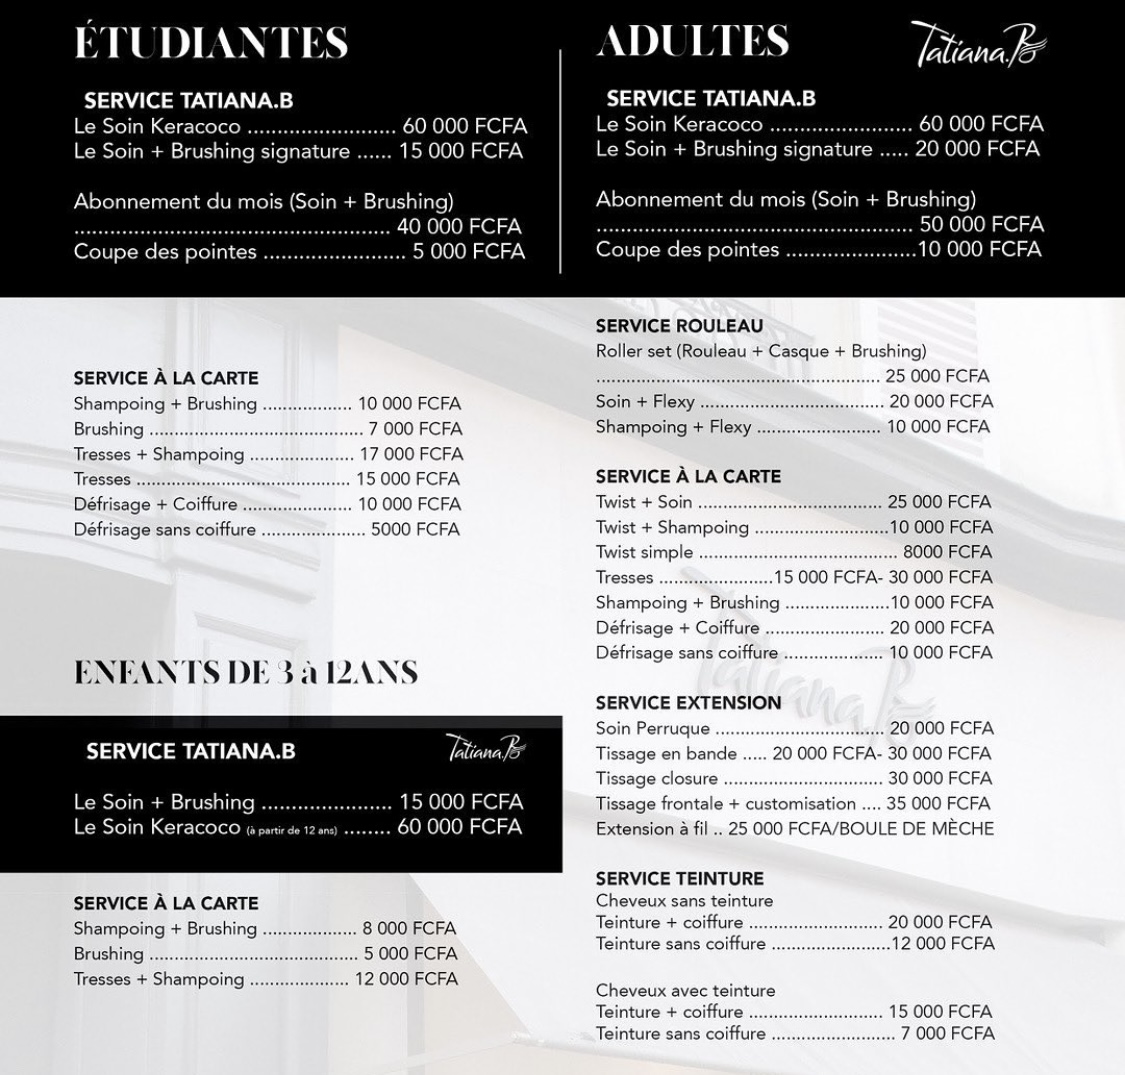 ÉTUDIANTES
SERVICE TATIANA.B
Le Soin Keracoco .......................... 60 000 FCFA
Le Soin + Brushing signature ...... 15 000 FCFA
Abonnement du mois (Soin + Brushing)
....................................................... 40 000 FCFA
Coupe des pointes ......................... 5 000 FCFA
SERVICE À LA CARTE
Shampoing + Brushing ................. 10 000 FCFA
Brushing ........................................ 7 000 FCFA
Tresses + Shampoing .................... 17 000 FCFA
Tresses ........................................ 15 000 FCFA
Défrisage + Coiffure ..................... 10 000 FCFA
Défrisage sans coiffure .................... 5000 FCFA
ENFANTS DE 3 à 12ANS
SERVICE TATIANA.B
Tatiana.B
Le Soin + Brushing ....................... 15 000 FCFA
Le Soin Keracoco (à partir de 12 ans) ........ 60 000 FCFA
SERVICE À LA CARTE
Shampoing + Brushing .................. 8 000 FCFA
Brushing ........................................ 5 000 FCFA
Tresses + Shampoing ................... 12 000 FCFA
ADULTES
Tatiana.B
SERVICE TATIANA.B
Le Soin Keracoco ......................... 60 000 FCFA
Le Soin + Brushing signature ..... 20 000 FCFA
Abonnement du mois (Soin + Brushing)
....................................................... 50 000 FCFA
Coupe des pointes .......................10 000 FCFA
SERVICE ROULEAU
Roller set (Rouleau + Casque + Brushing)
...................................................... 25 000 FCFA
Soin + Flexy ................................... 20 000 FCFA
Shampoing + Flexy ........................ 10 000 FCFA
SERVICE À LA CARTE
Twist + Soin ................................... 25 000 FCFA
Twist + Shampoing ..........................10 000 FCFA
Twist simple ...................................... 8000 FCFA
Tresses ......................15 000 FCFA- 30 000 FCFA
Shampoing + Brushing ....................10 000 FCFA
Défrisage + Coiffure ....................... 20 000 FCFA
Défrisage sans coiffure ................... 10 000 FCFA
Tatiana.B
SERVICE EXTENSION
Soin Perruque ................................. 20 000 FCFA
Tissage en bande ..... 20 000 FCFA- 30 000 FCFA
Tissage closure ............................... 30 000 FCFA
Tissage frontale + customisation .... 35 000 FCFA
Extension à fil .. 25 000 FCFA/BOULE DE MÈCHE
SERVICE TEINTURE
Cheveux sans teinture
Teinture + coiffure .......................... 20 000 FCFA
Teinture sans coiffure .......................12 000 FCFA
Cheveux avec teinture
Teinture + coiffure .......................... 15 000 FCFA
Teinture sans coiffure ........................ 7 000 FCFA